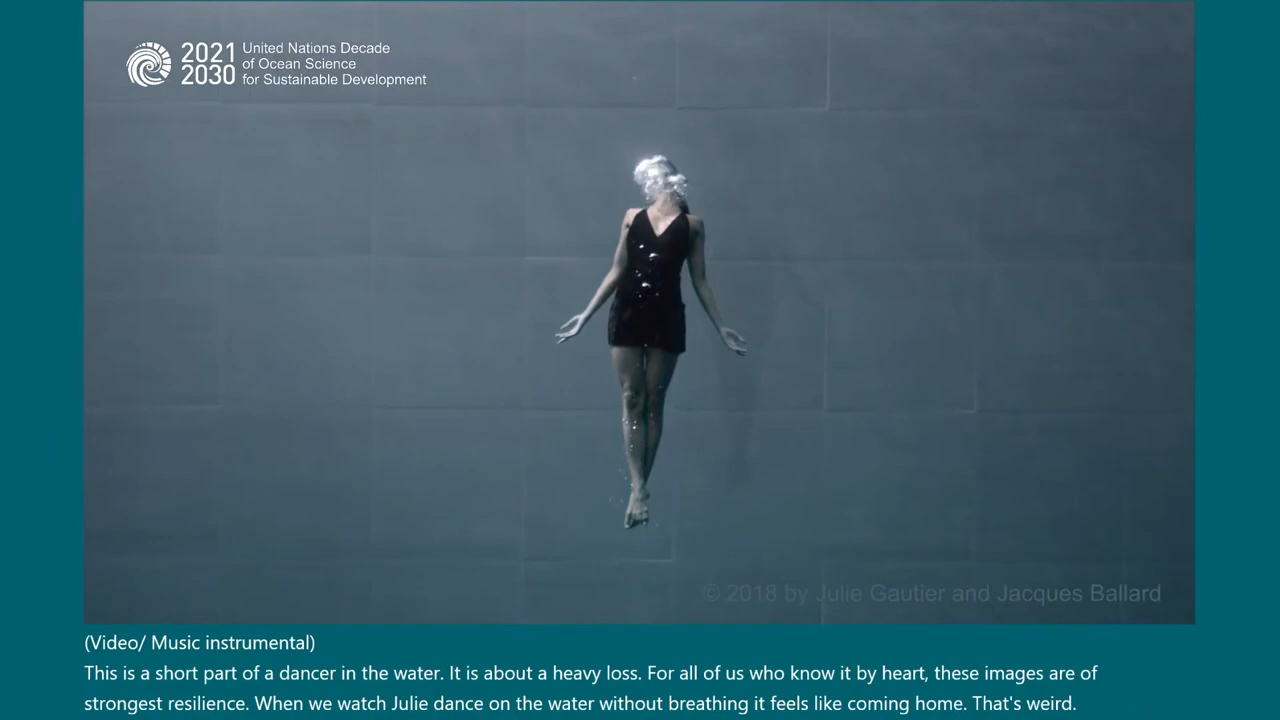 2021
2030
United Nations Decade
of Ocean Science
for Sustainable Development
© 2018 by Julie Gautier and Jacques Ballard
(Video/ Music instrumental)
This is a short part of a dancer in the water. It is about a heavy loss. For all of us who know it by heart, these images are of
strongest resilience. When we watch Julie dance on the water without breathing it feels like coming home. That's weird.